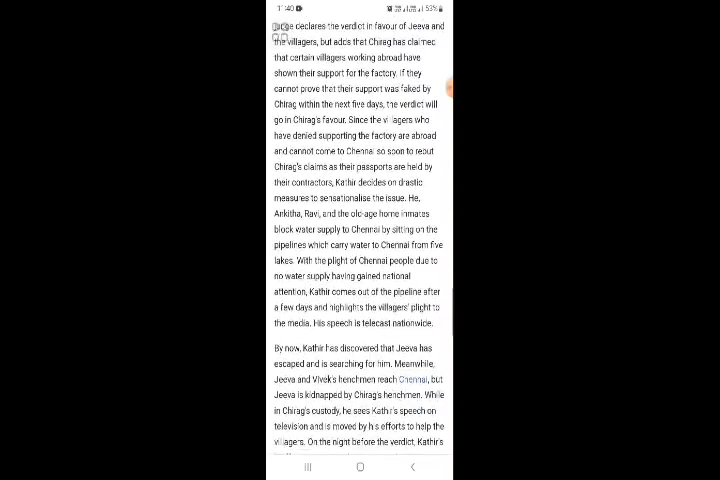 11:40
53%
judge declares the verdict in favour of Jeeva and
the villagers, but adds that Chirag has claimed
that certain villagers working abroad have
shown their support for the factory. If they
cannot prove that their support was faked by
Chirag within the next five days, the verdict will
go in Chirag's favour. Since the villagers who
have denied supporting the factory are abroad
and cannot come to Chennai so soon to rebut
Chirag's claims as their passports are held by
their contractors, Kathir decides on drastic
measures to sensationalise the issue. He,
Ankitha, Ravi, and the old-age home inmates
block water supply to Chennai by sitting on the
pipelines which carry water to Chennai from five
lakes. With the plight of Chennai people due to
no water supply having gained national
attention, Kathir comes out of the pipeline after
a few days and highlights the villagers' plight to
the media. His speech is telecast nationwide.
By now, Kathir has discovered that Jeeva has
escaped and is searching for him. Meanwhile,
Jeeva and Vivek's henchmen reach Chennai, but
Jeeva is kidnapped by Chirag's henchmen. While
in Chirag's custody, he sees Kathir's speech on
television and is moved by his efforts to help the
villagers. On the night before the verdict, Kathir's